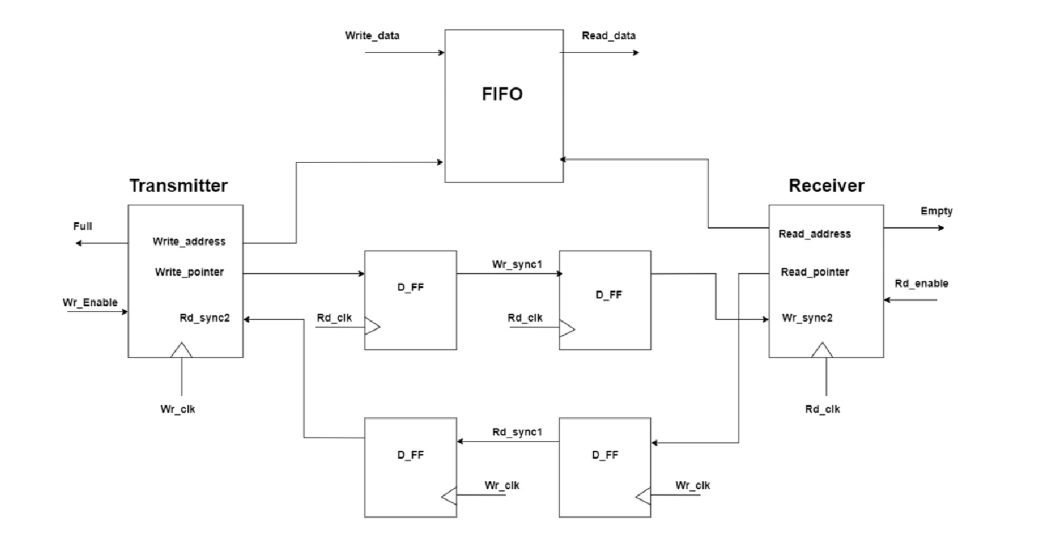 Write_data
Read_data
FIFO
Transmitter
Receiver
Full
Empty
Write_address
Read_address
Write_pointer
Wr_sync1
Read_pointer
D_FF
D_FF
Rd_enable
Wr_Enable
Rd_sync2
Rd_clk
Rd_clk
Wr_sync2
Wr_clk
Rd_clk
Rd_sync1
D_FF
D_FF
Wr_clk
Wr_clk